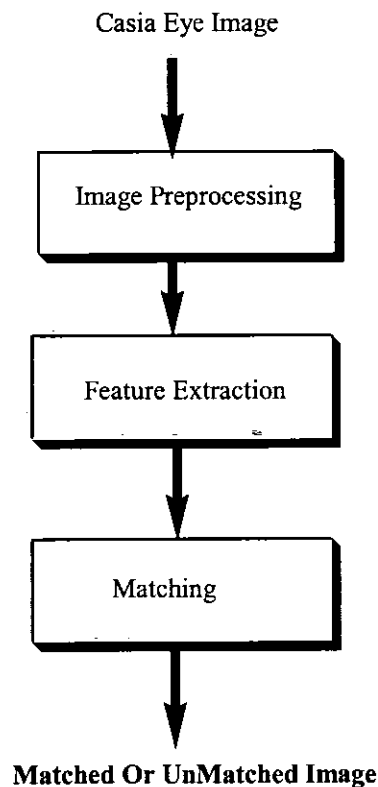 Casia Eye Image
Image Preprocessing
Feature Extraction
Matching
Matched Or UnMatched Image